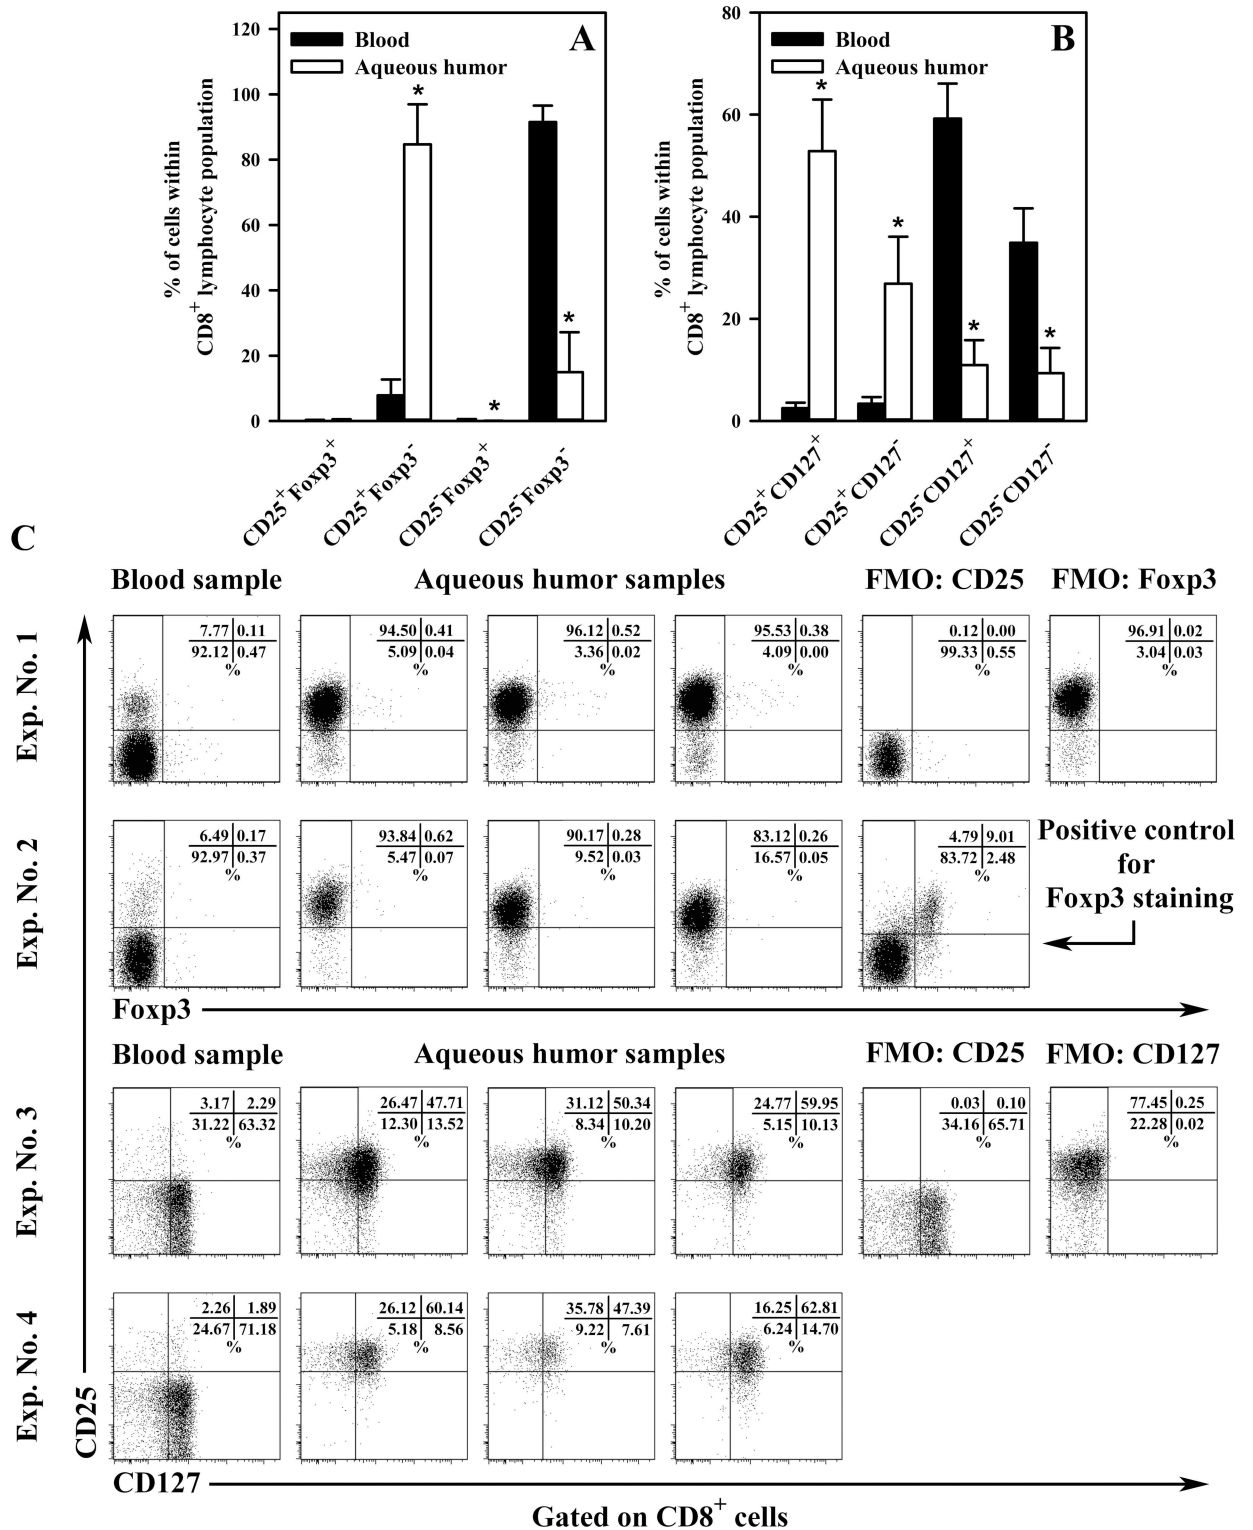 A
Blood
Aqueous humor
% of cells within
CD8+ lymphocyte population
120
100
80
60
40
20
0
*
*
*
CD25+Foxp3+
CD25+Foxp3-
CD25-Foxp3+
CD25-Foxp3-
B
Blood
Aqueous humor
% of cells within
CD8+ lymphocyte population
80
60
40
20
0
*
*
*
*
CD25+CD127+
CD25+CD127-
CD25-CD127+
CD25-CD127-
C
Blood sample
Aqueous humor samples
FMO: CD25
FMO: Foxp3
Exp. No. 1
7.77 0.11
92.12 0.47
%
94.50 0.41
5.09 0.04
%
96.12 0.52
3.36 0.02
%
95.53 0.38
4.09 0.00
%
0.12 0.00
99.33 0.55
%
96.91 0.02
3.04 0.03
%
Exp. No. 2
6.49 0.17
92.97 0.37
%
93.84 0.62
5.47 0.07
%
90.17 0.28
9.52 0.03
%
83.12 0.26
16.57 0.05
%
4.79 9.01
83.72 2.48
%
Positive control
for
Foxp3 staining
Foxp3
Blood sample
Aqueous humor samples
FMO: CD25
FMO: CD127
Exp. No. 3
3.17 2.29
31.22 63.32
%
26.47 47.71
12.30 13.52
%
31.12 50.34
8.34 10.20
%
24.77 59.95
5.15 10.13
%
0.03 0.10
34.16 65.71
%
77.45 0.25
22.28 0.02
%
Exp. No. 4
2.26 1.89
24.67 71.18
%
26.12 60.14
5.18 8.56
%
35.78 47.39
9.22 7.61
%
16.25 62.81
6.24 14.70
%
CD25
CD127
Gated on CD8+ cells